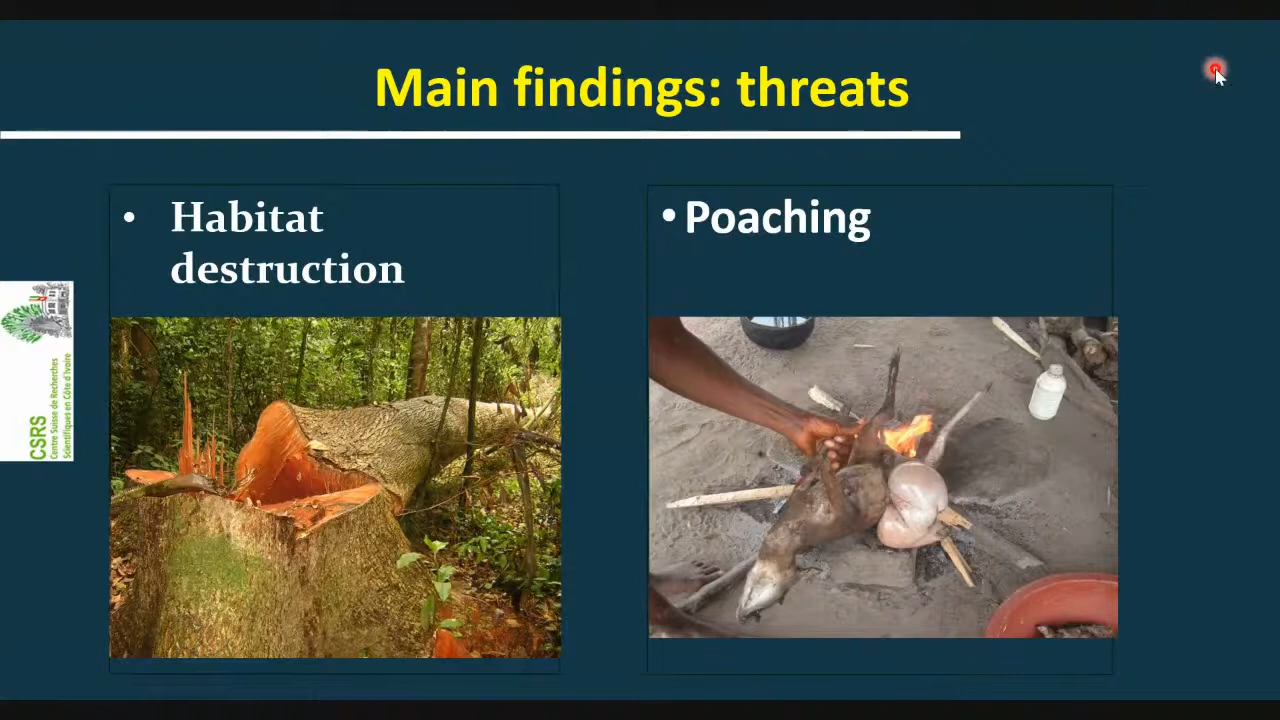 Main findings: threats
• Habitat
destruction
• Poaching
CSRS
Centre Suisse de Recherches
Scientifiques en Côte d'Ivoire